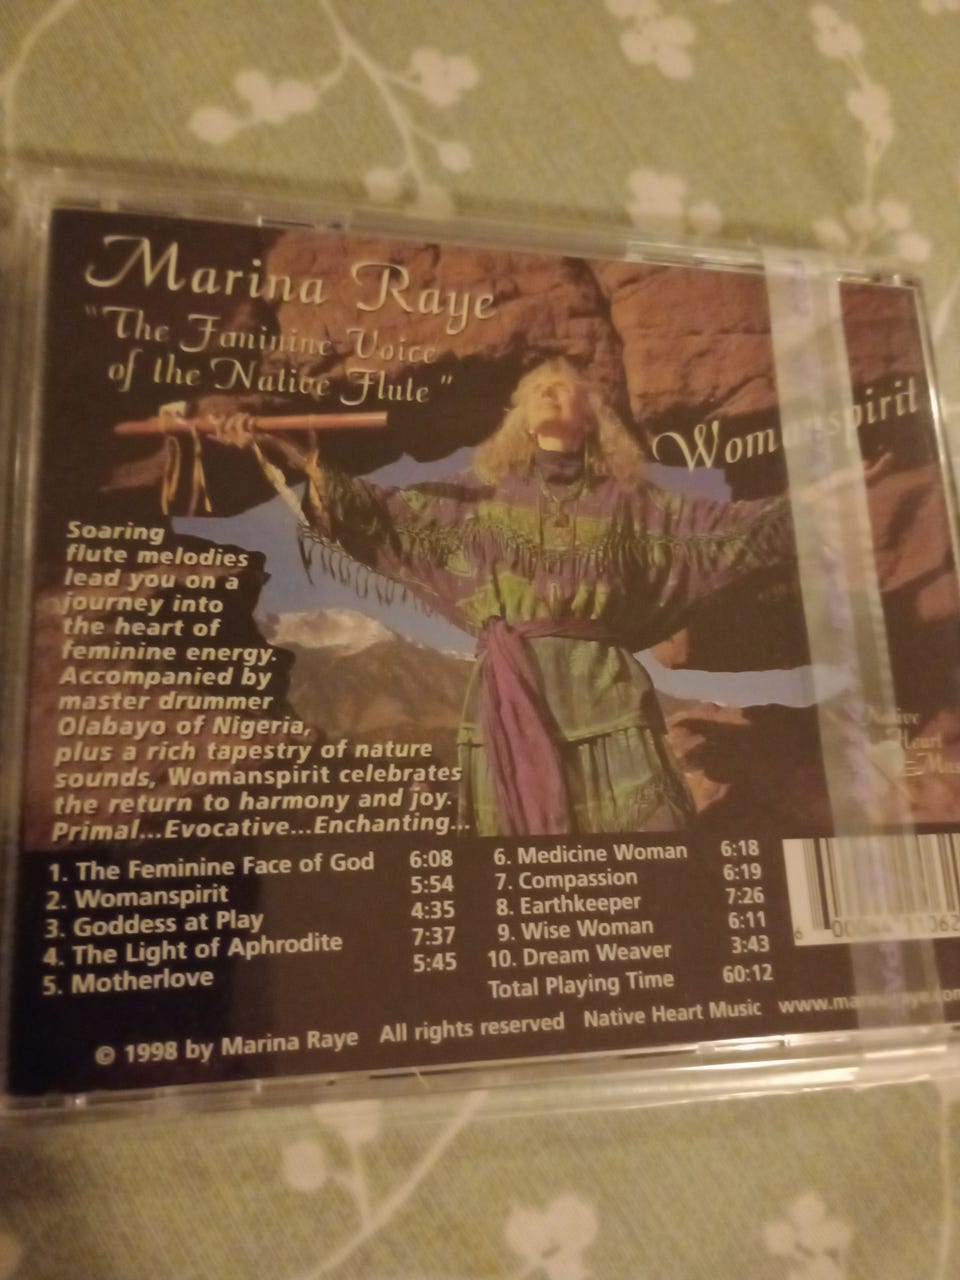 Marina Raye
"The Feminine Voice
of the Native Flute"
Womanspirit
Soaring
flute melodies
lead you on a
journey into
the heart of
feminine energy.
Accompanied by
master drummer
Olabayo of Nigeria,
plus a rich tapestry of nature
sounds, Womanspirit celebrates
the return to harmony and joy.
Primal...Evocative...Enchanting...
Native
Heart
1. The Feminine Face of God 6:08
2. Womanspirit 5:54
3. Goddess at Play 4:35
4. The Light of Aphrodite 7:37
5. Motherlove 5:45
6. Medicine Woman 6:18
7. Compassion 6:19
8. Earthkeeper 7:26
9. Wise Woman 6:11
10. Dream Weaver 3:43
Total Playing Time 60:12
© 1998 by Marina Raye All rights reserved Native Heart Music